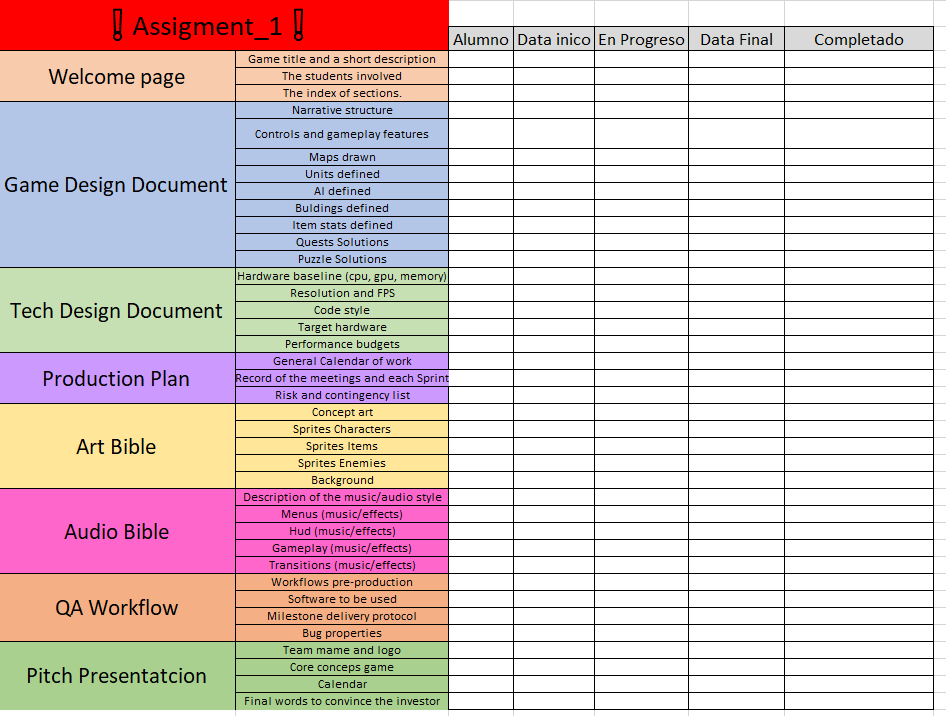 ❗ Assigment_1 ❗
Alumno Data inico En Progreso Data Final Completado
Welcome page
Game title and a short description
The students involved
The index of sections.
Game Design Document
Narrative structure
Controls and gameplay features
Maps drawn
Units defined
AI defined
Buldings defined
Item stats defined
Quests Solutions
Puzzle Solutions
Tech Design Document
Hardware baseline (cpu, gpu, memory)
Resolution and FPS
Code style
Target hardware
Performance budgets
Production Plan
General Calendar of work
Record of the meetings and each Sprint
Risk and contingency list
Art Bible
Concept art
Sprites Characters
Sprites Items
Sprites Enemies
Background
Audio Bible
Description of the music/audio style
Menus (music/effects)
Hud (music/effects)
Gameplay (music/effects)
Transitions (music/effects)
QA Workflow
Workflows pre-production
Software to be used
Milestone delivery protocol
Bug properties
Pitch Presentatcion
Team mame and logo
Core conceps game
Calendar
Final words to convince the investor